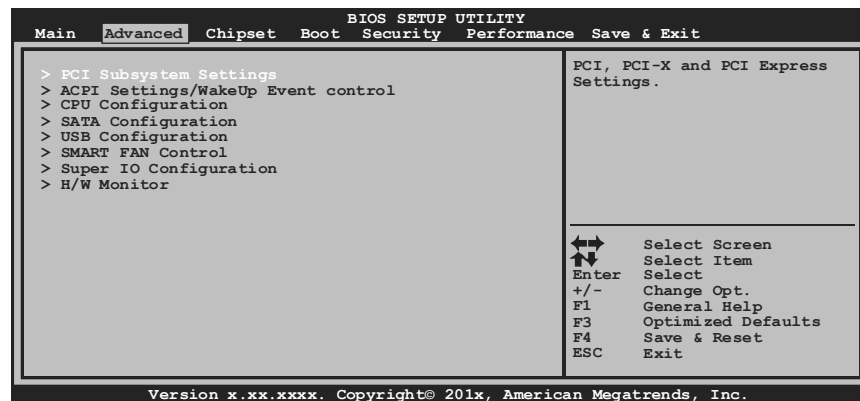 BIOS SETUP UTILITY
Main Advanced Chipset Boot Security Performance Save & Exit
> PCI Subsystem Settings
> ACPI Settings/WakeUp Event control
> CPU Configuration
> SATA Configuration
> USB Configuration
> SMART FAN Control
> Super IO Configuration
> H/W Monitor
PCI, PCI-X and PCI Express
Settings.
Select Screen
Select Item
Enter Select
+/- Change Opt.
F1 General Help
F3 Optimized Defaults
F4 Save & Reset
ESC Exit
Version x.xx.xxxx. Copyright© 201x, American Megatrends, Inc.